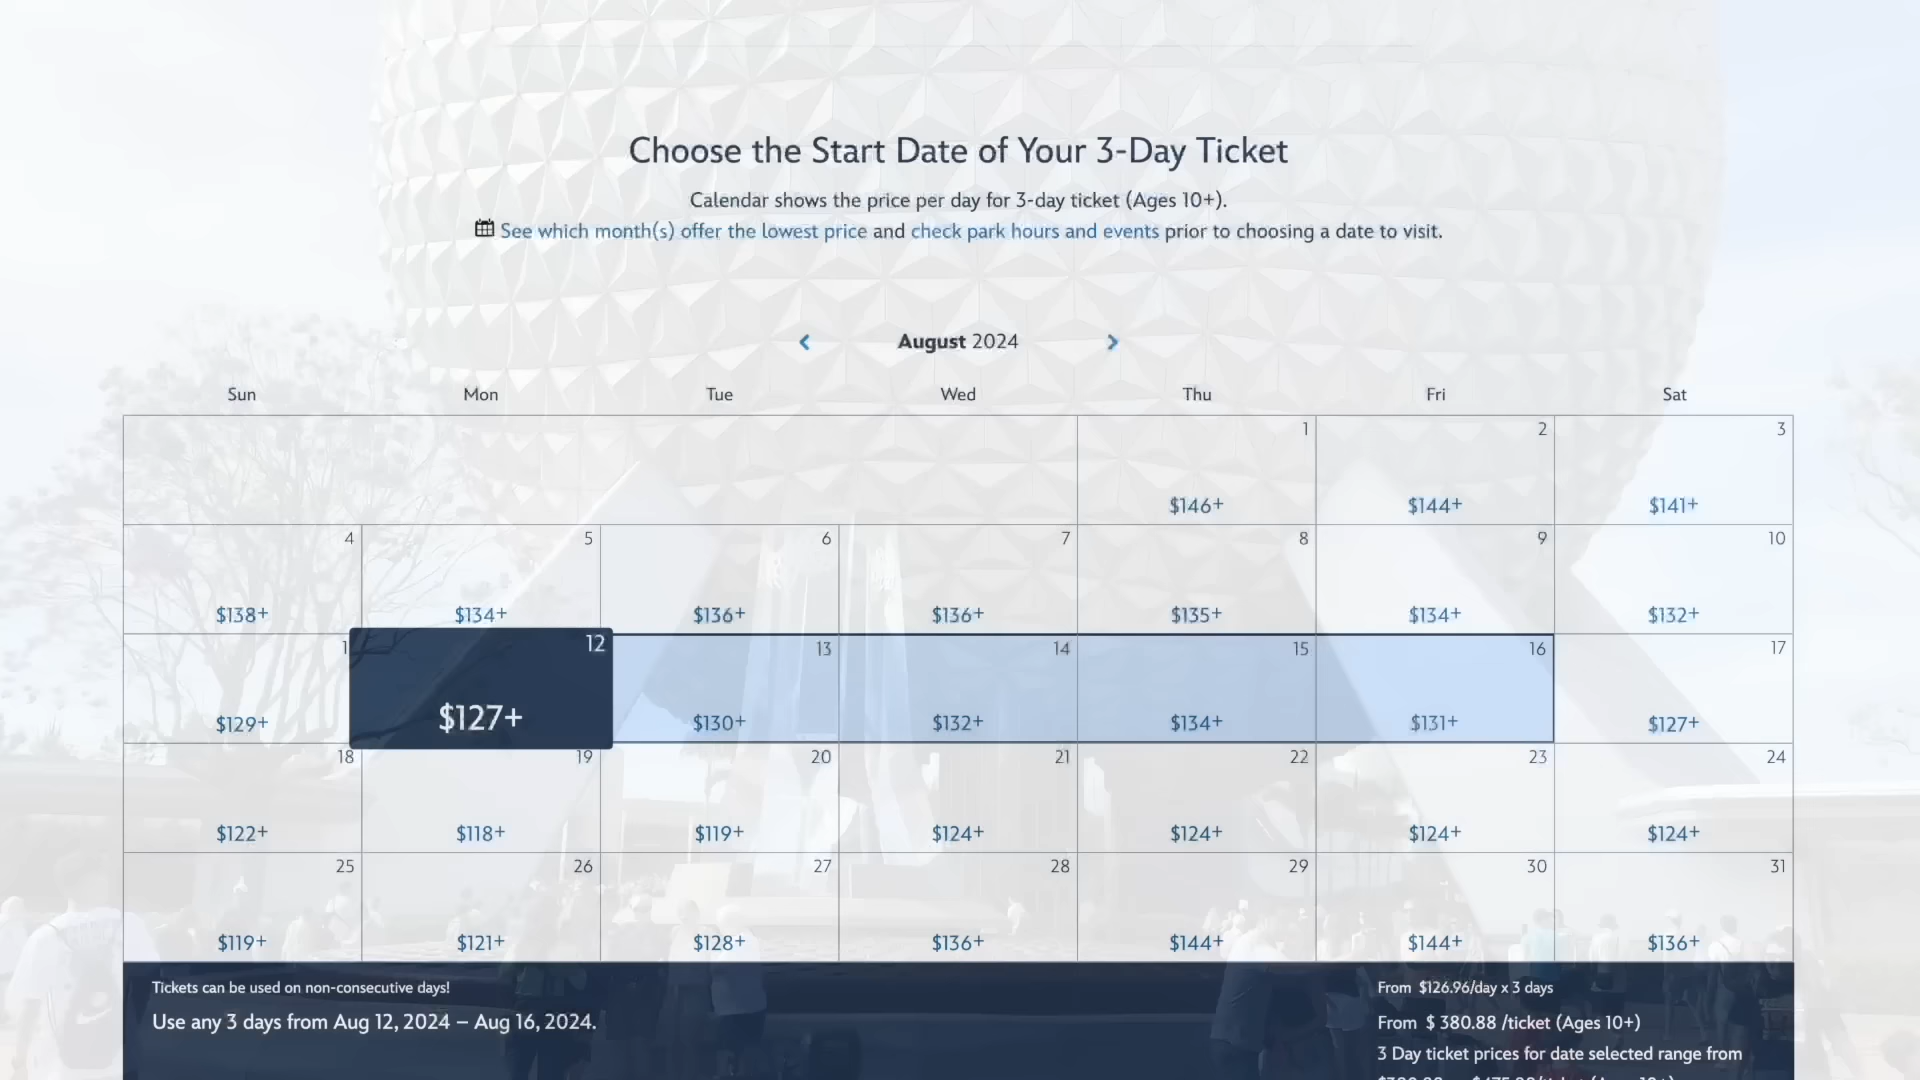 Choose the Start Date of Your 3-Day Ticket
Calendar shows the price per day for 3-day ticket (Ages 10+).
See which month(s) offer the lowest price and check park hours and events prior to choosing a date to visit.
August 2024
Sun Mon Tue Wed Thu Fri Sat
1 2 3
$146+ $144+ $141+
4 5 6 7 8 9 10
$138+ $134+ $136+ $136+ $135+ $134+ $132+
12 13 14 15 16 17
$129+ $127+ $130+ $132+ $134+ $131+ $127+
18 19 20 21 22 23 24
$122+ $118+ $119+ $124+ $124+ $124+ $124+
25 26 27 28 29 30 31
$119+ $121+ $128+ $136+ $144+ $144+ $136+
Tickets can be used on non-consecutive days!
Use any 3 days from Aug 12, 2024 – Aug 16, 2024.
From $126.96/day x 3 days
From $ 380.88 /ticket (Ages 10+)
3 Day ticket prices for date selected range from